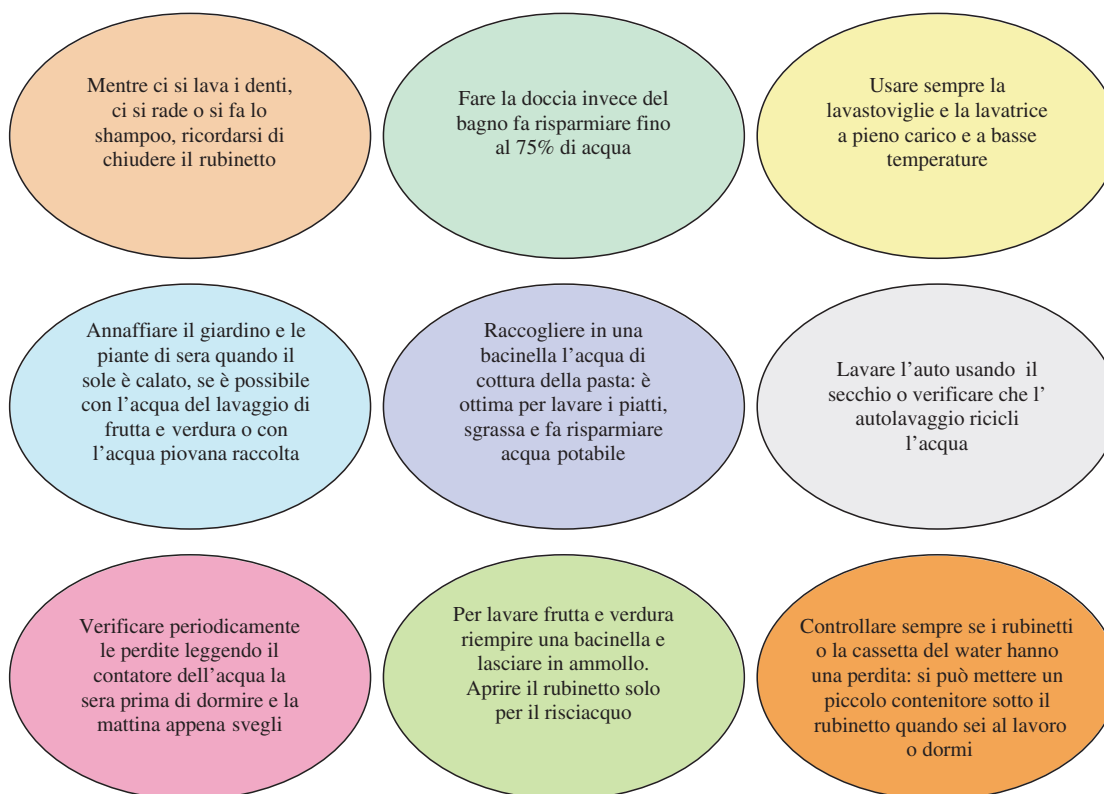 Mentre ci si lava i denti,
ci si rade o si fa lo
shampoo, ricordarsi di
chiudere il rubinetto
Fare la doccia invece del
bagno fa risparmiare fino
al 75% di acqua
Usare sempre la
lavastoviglie e la lavatrice
a pieno carico e a basse
temperature
Annaffiare il giardino e le
piante di sera quando il
sole è calato, se è possibile
con l’acqua del lavaggio di
frutta e verdura o con
l’acqua piovana raccolta
Raccogliere in una
bacinella l’acqua di
cottura della pasta: è
ottima per lavare i piatti,
sgrassa e fa risparmiare
acqua potabile
Lavare l’auto usando il
secchio o verificare che l’
autolavaggio ricicli
l’acqua
Verificare periodicamente
le perdite leggendo il
contatore dell’acqua la
sera prima di dormire e la
mattina appena svegli
Per lavare frutta e verdura
riempire una bacinella e
lasciare in ammollo.
Aprire il rubinetto solo
per il risciacquo
Controllare sempre se i rubinetti
o la cassetta del water hanno
una perdita: si può mettere un
piccolo contenitore sotto il
rubinetto quando sei al lavoro
o dormi